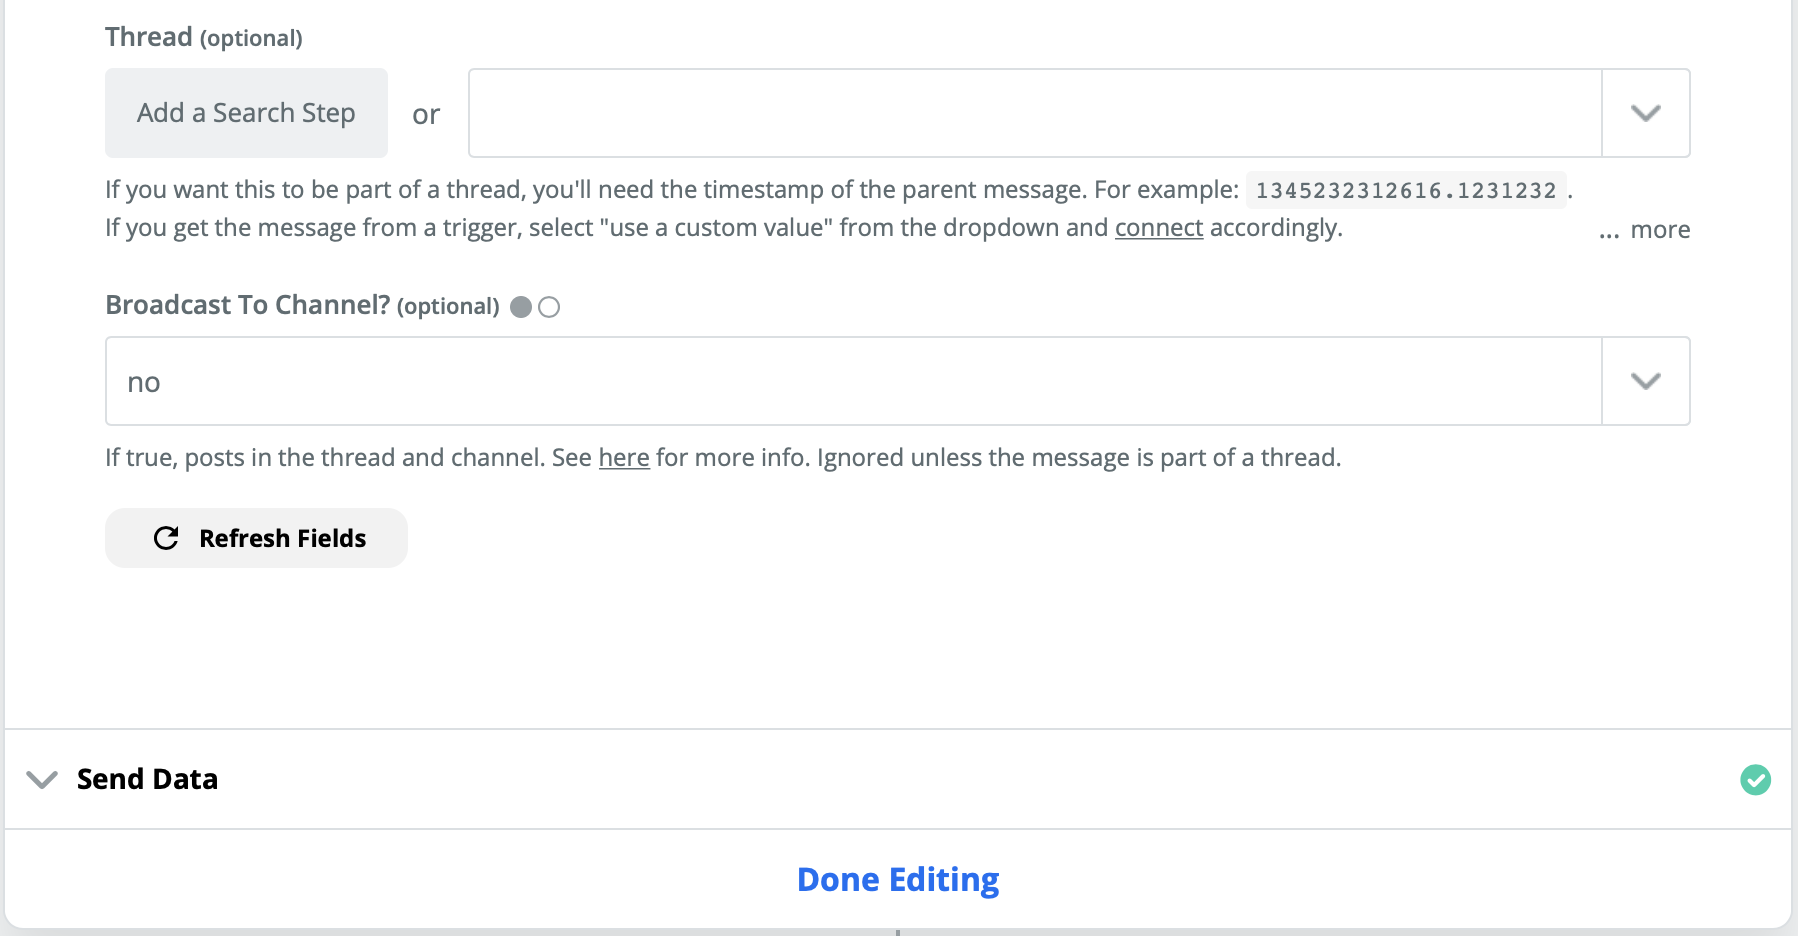 Thread (optional)
Add a Search Step or
If you want this to be part of a thread, you'll need the timestamp of the parent message. For example: 1345232312616.1231232 .
If you get the message from a trigger, select "use a custom value" from the dropdown and connect accordingly. ... more
Broadcast To Channel? (optional)
no
If true, posts in the thread and channel. See here for more info. Ignored unless the message is part of a thread.
Refresh Fields
Send Data
Done Editing